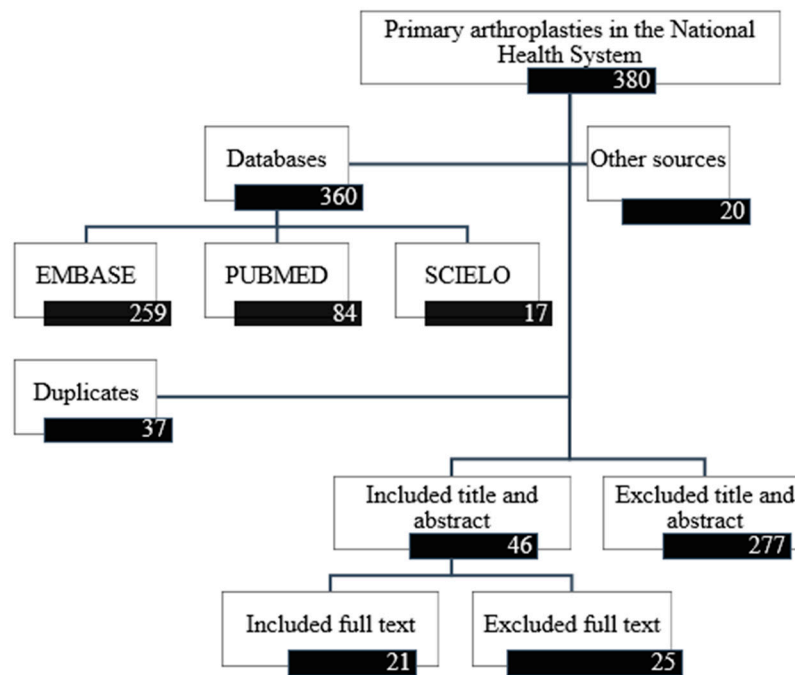 Primary arthroplasties in the National
Health System
380
Databases
360
Other sources
20
EMBASE
259
PUBMED
84
SCIELO
17
Duplicates
37
Included title and
abstract
46
Excluded title and
abstract
277
Included full text
21
Excluded full text
25